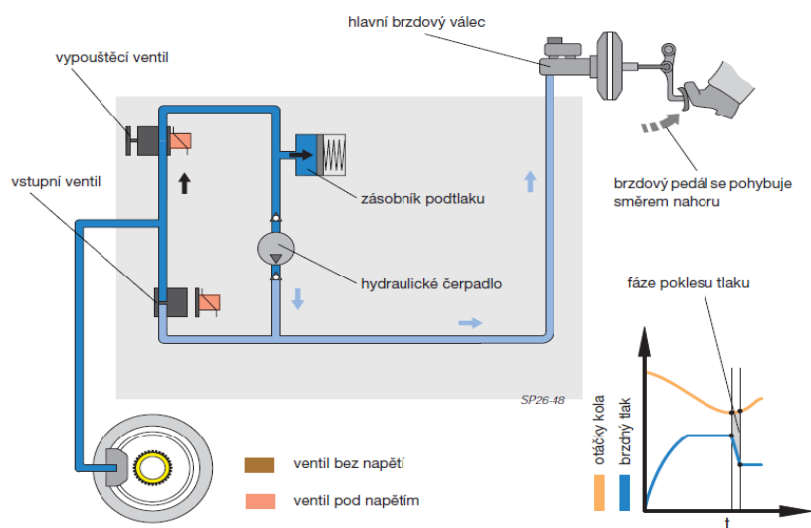 hlavní brzdový válec
vypouštěcí ventil
vstupní ventil
zásobník podtlaku
brzdový pedál se pohybuje
směrem nahcru
hydraulické čerpadlo
fáze poklesu tlaku
SP26-48
otáčky kola
brzdný tlak
ventil bez napětí
ventil pod napětím
t